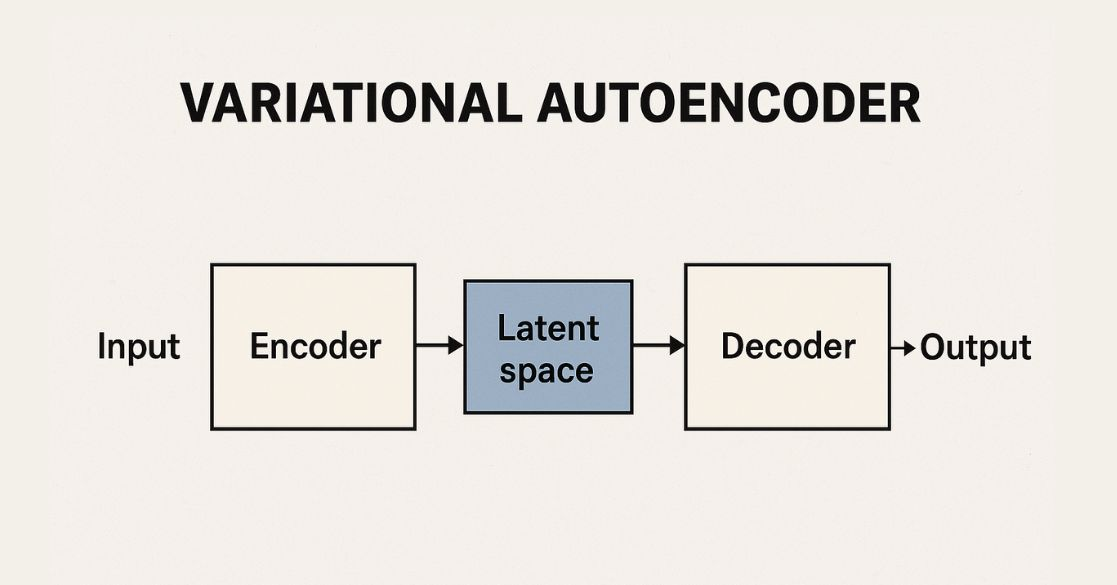 VARIATIONAL AUTOENCODER
Input
Encoder
Latent
space
Decoder
Output